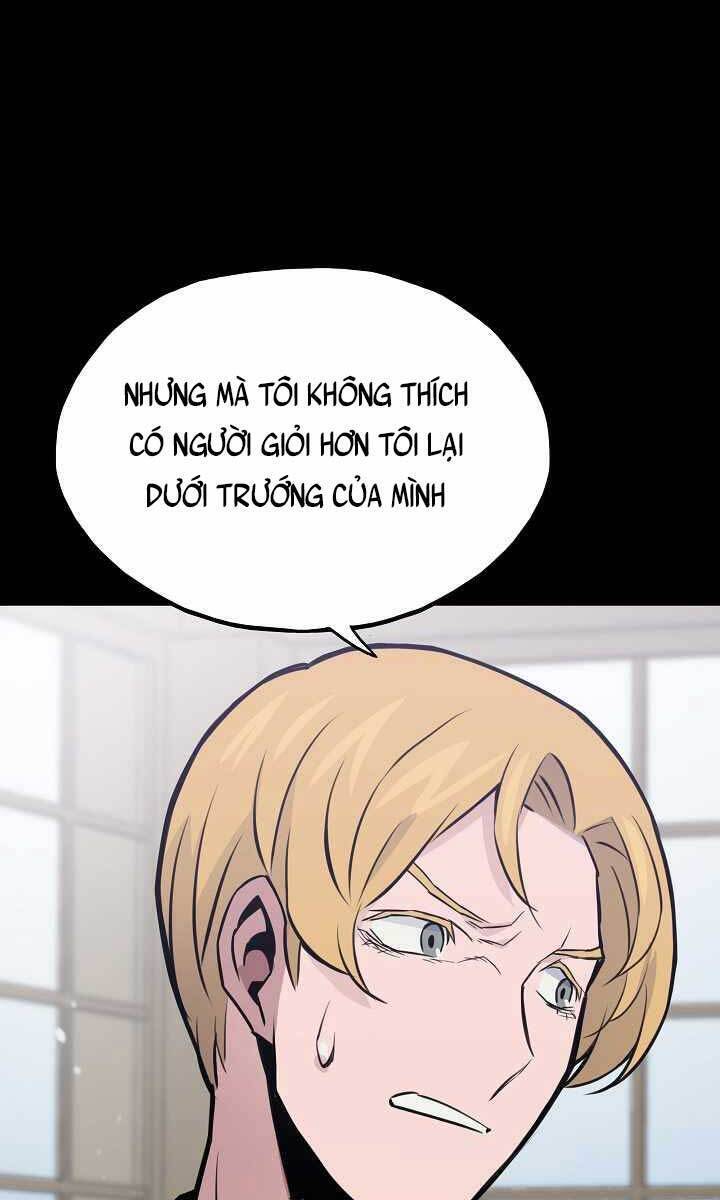 NHƯNG MÀ TÔI KHÔNG THÍCH
CÓ NGƯỜI GIỎI HƠN TÔI LẠI
DƯỚI TRƯỚNG CỦA MÌNH